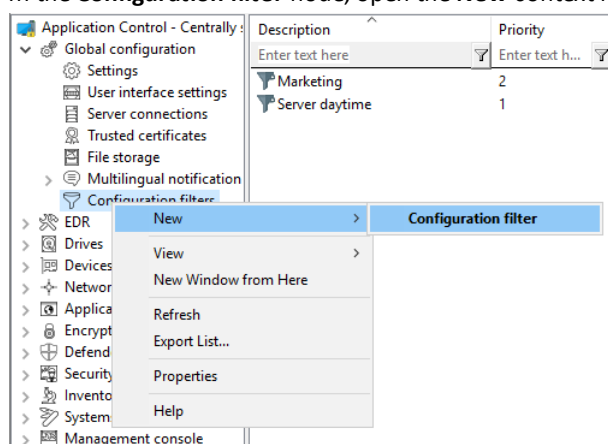 Configuration filter node, open the New context
Application Control - Centrally
Global configuration
Settings
User interface settings
Server connections
Trusted certificates
File storage
Multilingual notification
Configuration filters
EDR
Drives
Devices
Networ
Applica
Encrypt
Defend
Security
Invento
System
Management console
Description
Priority
Enter text here
Enter text h...
Marketing
2
Server daytime
1
New
Configuration filter
View
New Window from Here
Refresh
Export List...
Properties
Help